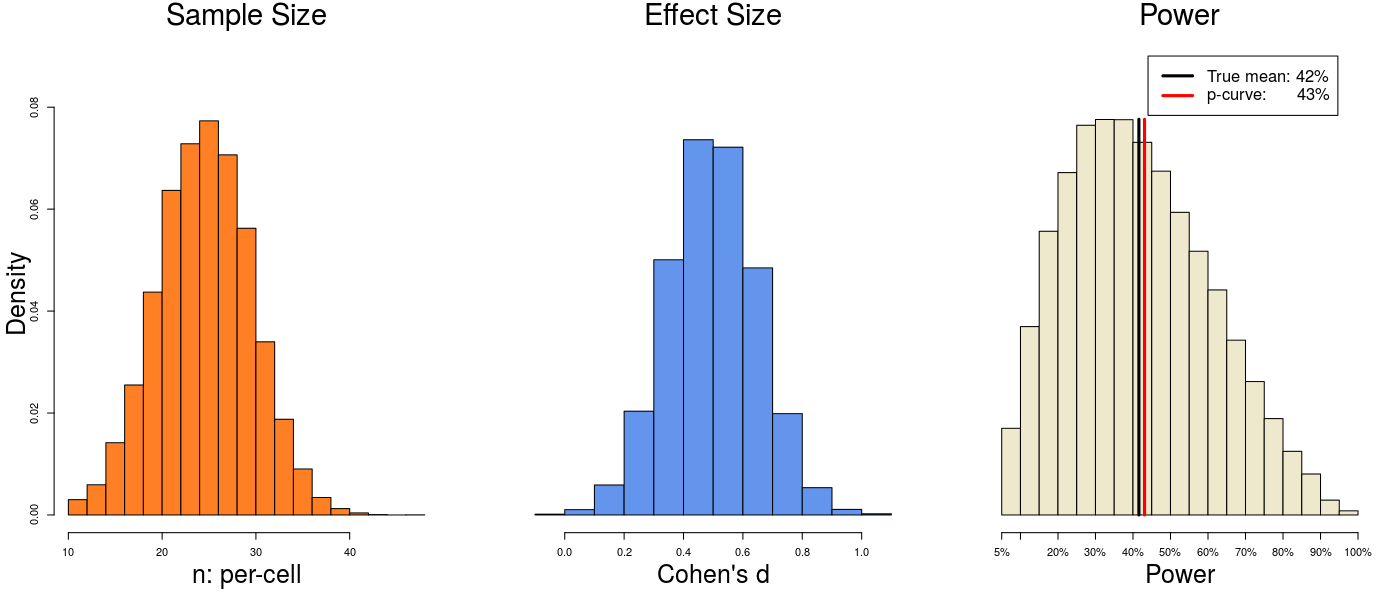 Sample Size
Effect Size
Power
True mean: 42%
p-curve: 43%
Density
0.00
0.02
0.04
0.06
0.08
10 20 30 40
0.0 0.2 0.4 0.6 0.8 1.0
5% 20% 30% 40% 50% 60% 70% 80% 90% 100%
n: per-cell
Cohen's d
Power